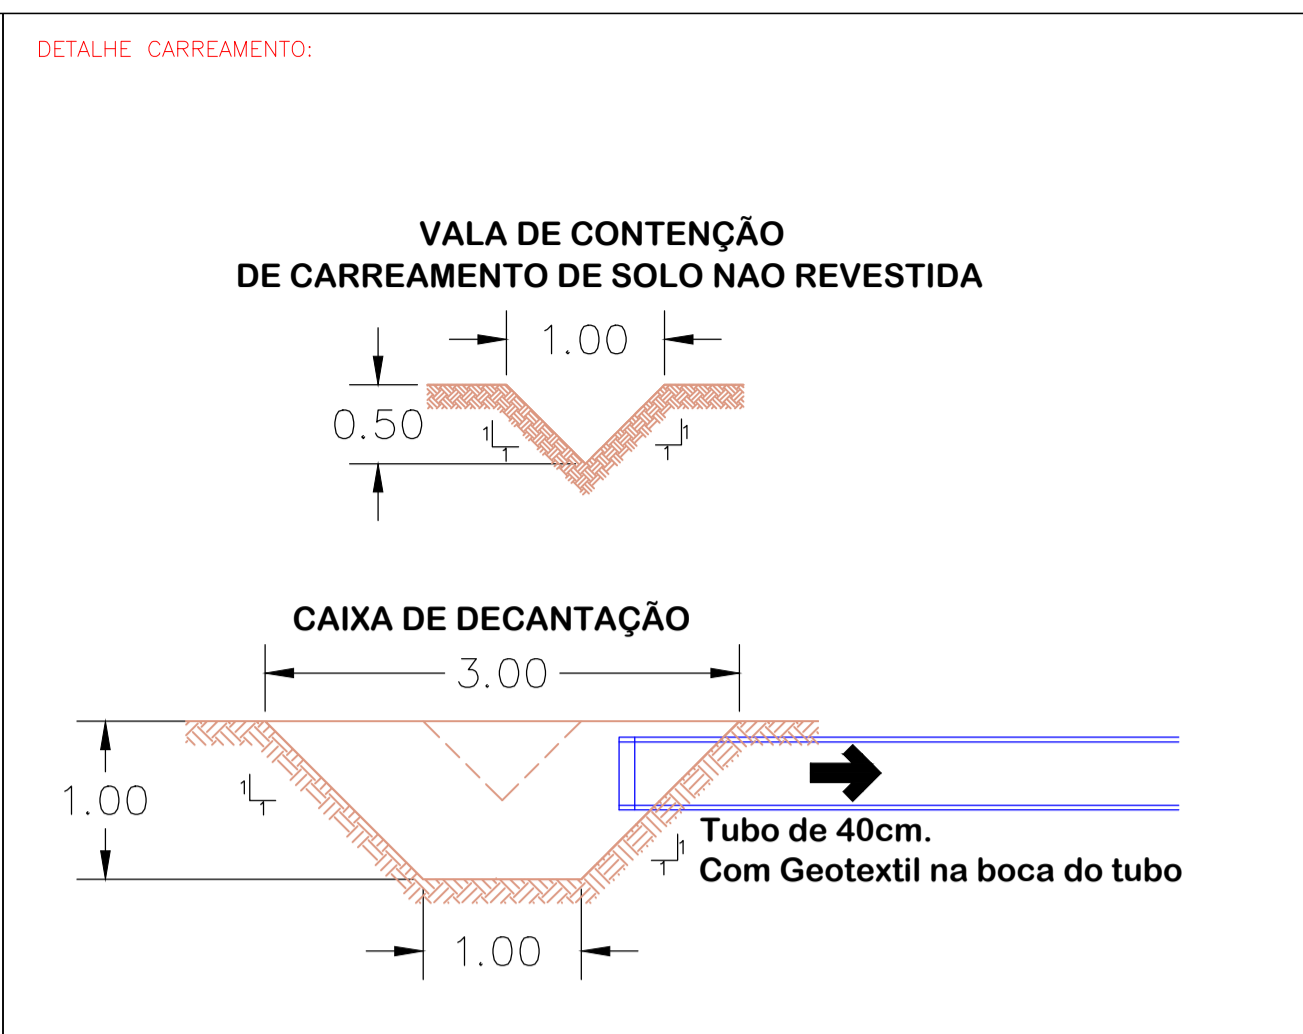 DETALHE CARREAMENTO:
VALA DE CONTENÇÃO
DE CARREAMENTO DE SOLO NAO REVESTIDA
1.00
0.50
1
1
1
1
CAIXA DE DECANTAÇÃO
3.00
1.00
1
1
Tubo de 40cm.
1
1
Com Geotextil na boca do tubo
1.00